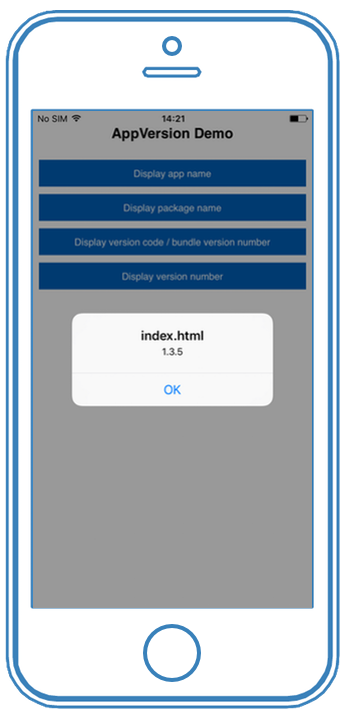 No SIM 14:21
AppVersion Demo
Display app name
Display package name
Display version code / bundle version number
Display version number
index.html
1.3.5
OK